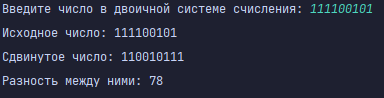 Введите число в двоичной системе счисления: 111100101
Исходное число: 111100101
Сдвинутое число: 110010111
Разность между ними: 78